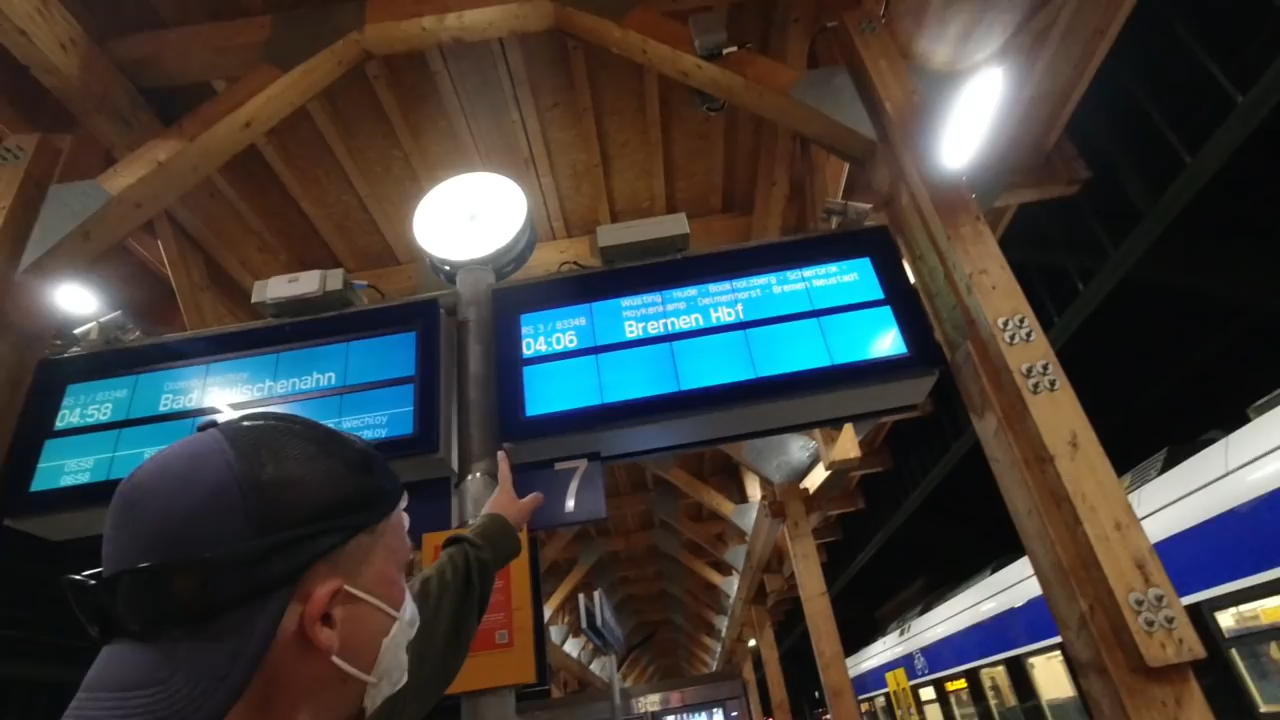 RS 3 / 83348
04:58
Bad
05:58
06:58
Wechloy
Wechloy
RS 3 / 83349
04:06
Wüsting - Hude - Bookholzberg - Schierbrok -
Hoykenkamp - Delmenhorst - Bremen Neustadt
Bremen Hbf
7